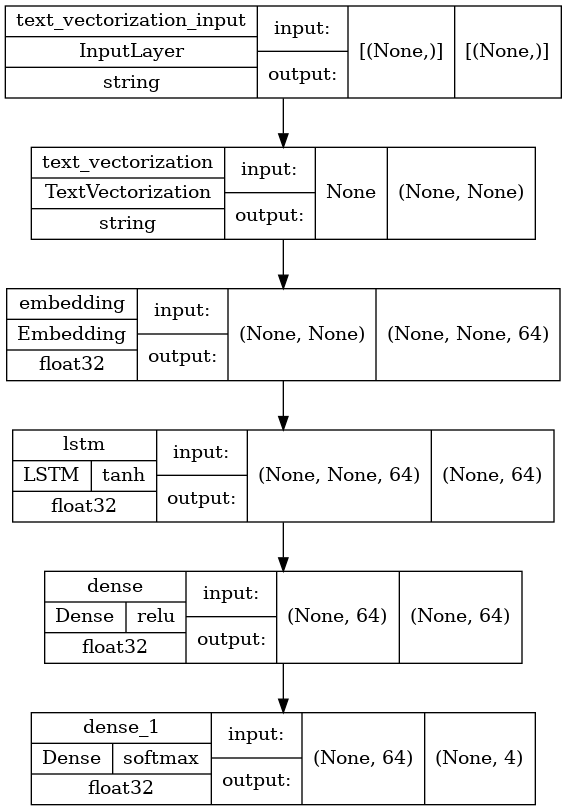 text_vectorization_input
InputLayer
string
input:
output:
[(None,)]
[(None,)]
text_vectorization
TextVectorization
string
input:
output:
None
(None, None)
embedding
Embedding
float32
input:
output:
(None, None)
(None, None, 64)
lstm
LSTM
tanh
float32
input:
output:
(None, None, 64)
(None, 64)
dense
Dense
relu
float32
input:
output:
(None, 64)
(None, 64)
dense_1
Dense
softmax
float32
input:
output:
(None, 64)
(None, 4)